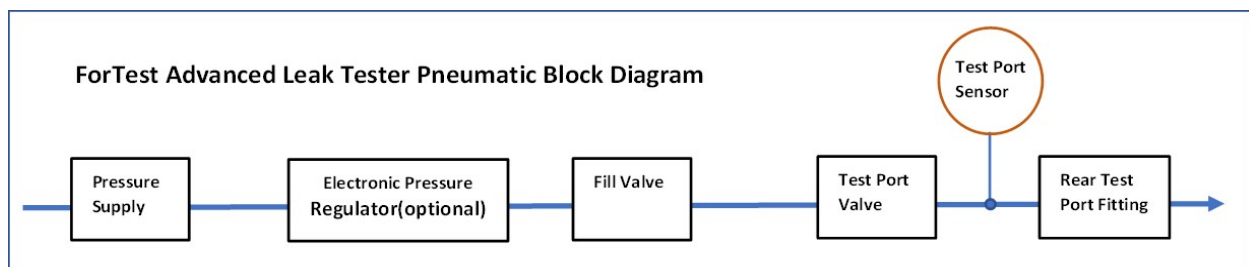 ForTest Advanced Leak Tester Pneumatic Block Diagram
Test Port
Sensor
Pressure
Supply
Electronic Pressure
Regulator(optional)
Fill Valve
Test Port
Valve
Rear Test
Port Fitting